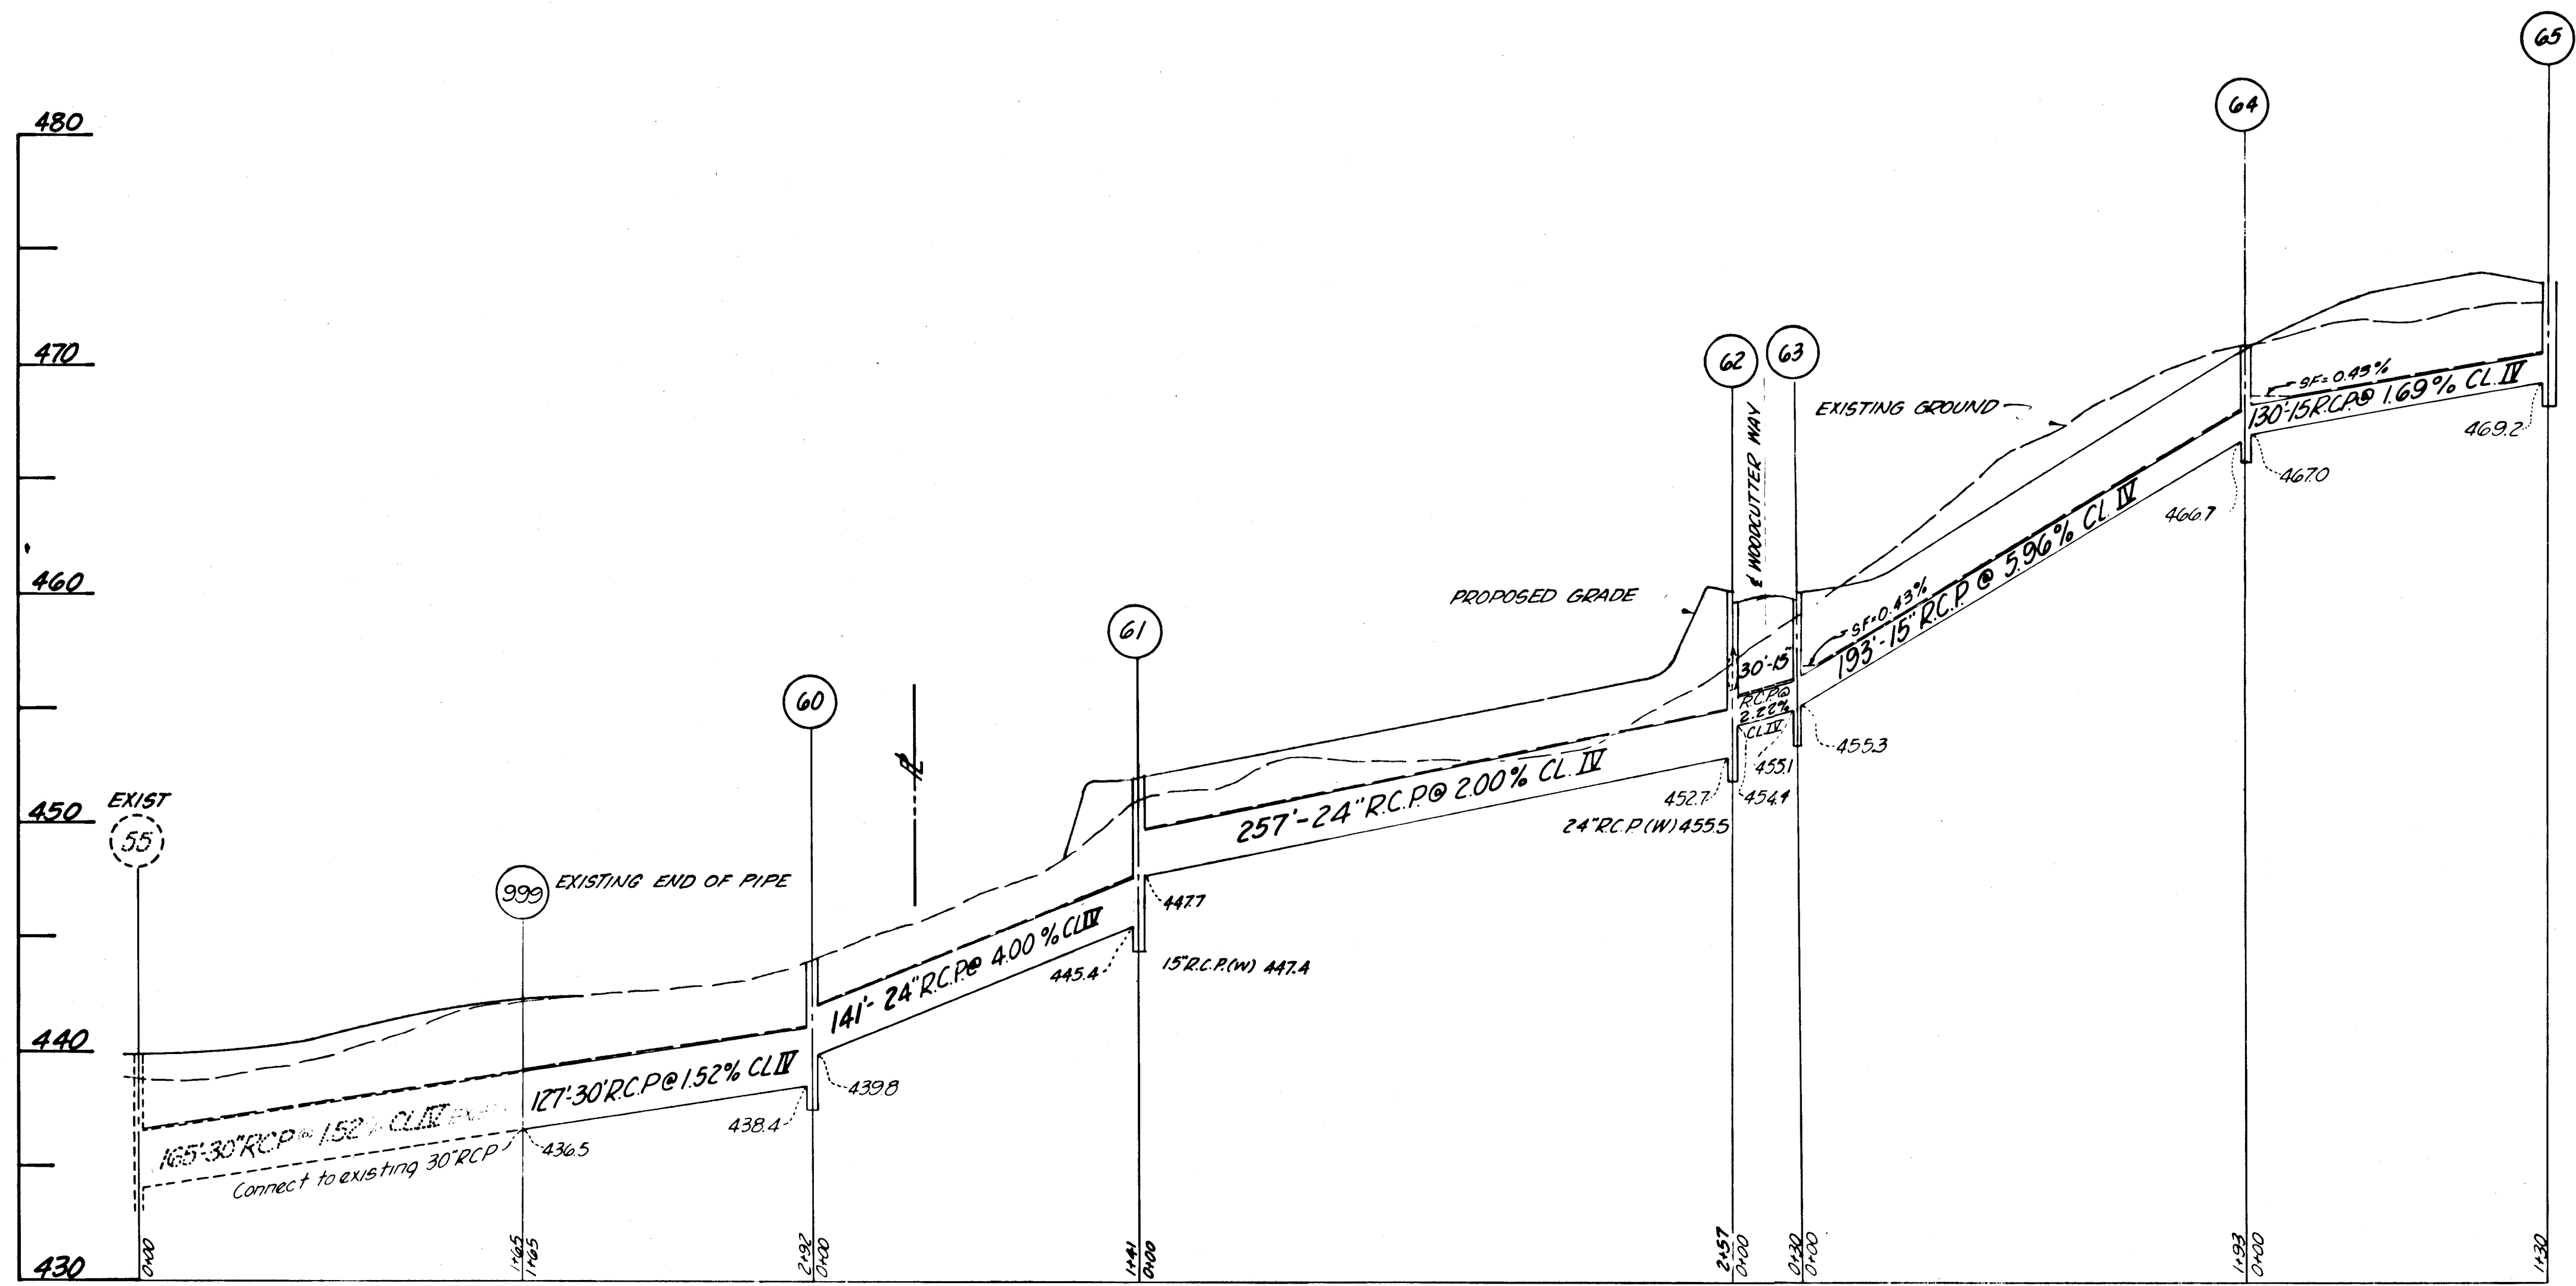 65
64
480
470
62
63
EXISTING GROUND
SF=0.43%
130'-15"R.C.P.@ 1.69% CL. IV
469.2
467.0
466.7
℄ WOODCUTTER WAY
460
PROPOSED GRADE
61
SF=0.43%
193'-15" R.C.P. @ 5.96% CL. IV
30'-15"
R.C.P.@
2.22%
CL IV
455.3
455.1
454.4
452.7
24"R.C.P.(W) 455.5
257'-24"R.C.P.@ 2.00% CL. IV
60
450
EXIST
55
999
EXISTING END OF PIPE
447.7
15"R.C.P.(W) 447.4
445.4
141'-24"R.C.P.@ 4.00% CL IV
440
439.8
438.4
127'-30"R.C.P.@1.52% CL IV
165'-30"RCP@ 1.52% CL.IV
Connect to existing 30"RCP
436.5
430
0+00
1+65
1+65
2+92
0+00
1+41
0+00
2+57
0+00
0+30
0+00
1+93
0+00
1+30